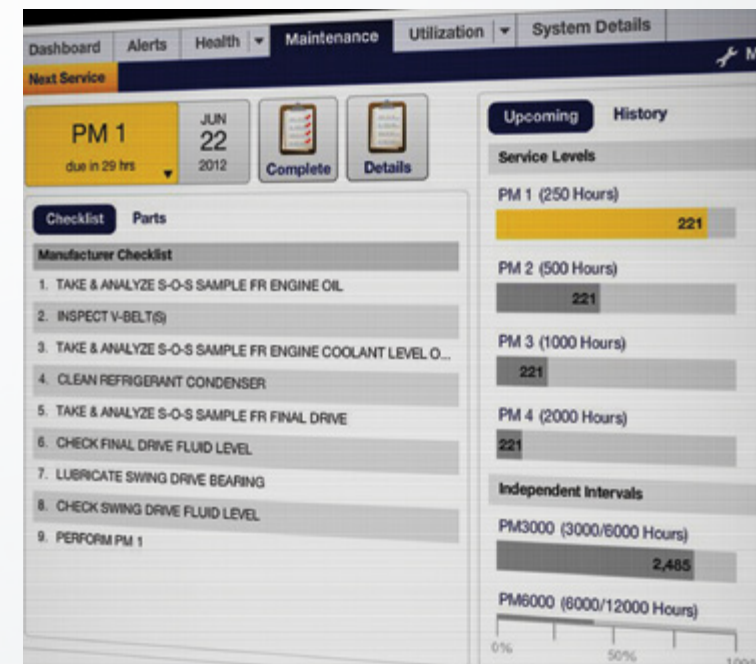 Dashboard Alerts Health Maintenance Utilization System Details
Next Service
PM 1
due in 29 hrs
JUN
22
2012
Complete
Details
Checklist Parts
Manufacturer Checklist
1. TAKE & ANALYZE S-O-S SAMPLE FR ENGINE OIL
2. INSPECT V-BELT(S)
3. TAKE & ANALYZE S-O-S SAMPLE FR ENGINE COOLANT LEVEL O...
4. CLEAN REFRIGERANT CONDENSER
5. TAKE & ANALYZE S-O-S SAMPLE FR FINAL DRIVE
6. CHECK FINAL DRIVE FLUID LEVEL
7. LUBRICATE SWING DRIVE BEARING
8. CHECK SWING DRIVE FLUID LEVEL
9. PERFORM PM 1
Upcoming History
Service Levels
PM 1 (250 Hours)
221
PM 2 (500 Hours)
221
PM 3 (1000 Hours)
221
PM 4 (2000 Hours)
221
Independent Intervals
PM3000 (3000/6000 Hours)
2,485
PM6000 (6000/12000 Hours)
0% 50% 100%